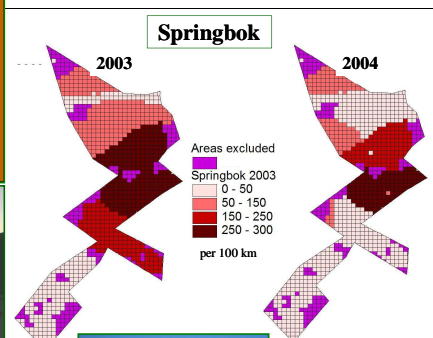 Springbok
2003
2004
Areas excluded
Springbok 2003
0 - 50
50 - 150
150 - 250
250 - 300
per 100 km